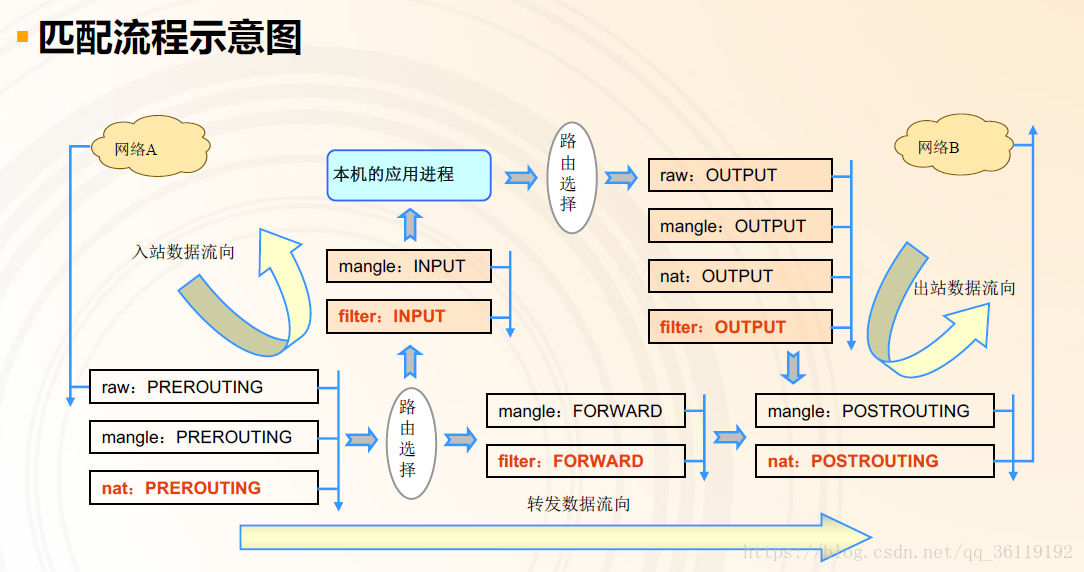 匹配流程示意图
网络A
网络B
本机的应用进程
路由选择
raw：OUTPUT
mangle：OUTPUT
nat：OUTPUT
filter：OUTPUT
入站数据流向
mangle：INPUT
filter：INPUT
出站数据流向
raw：PREROUTING
mangle：PREROUTING
nat：PREROUTING
路由选择
mangle：FORWARD
filter：FORWARD
mangle：POSTROUTING
nat：POSTROUTING
转发数据流向
https://blog.csdn.net/qq_36119192